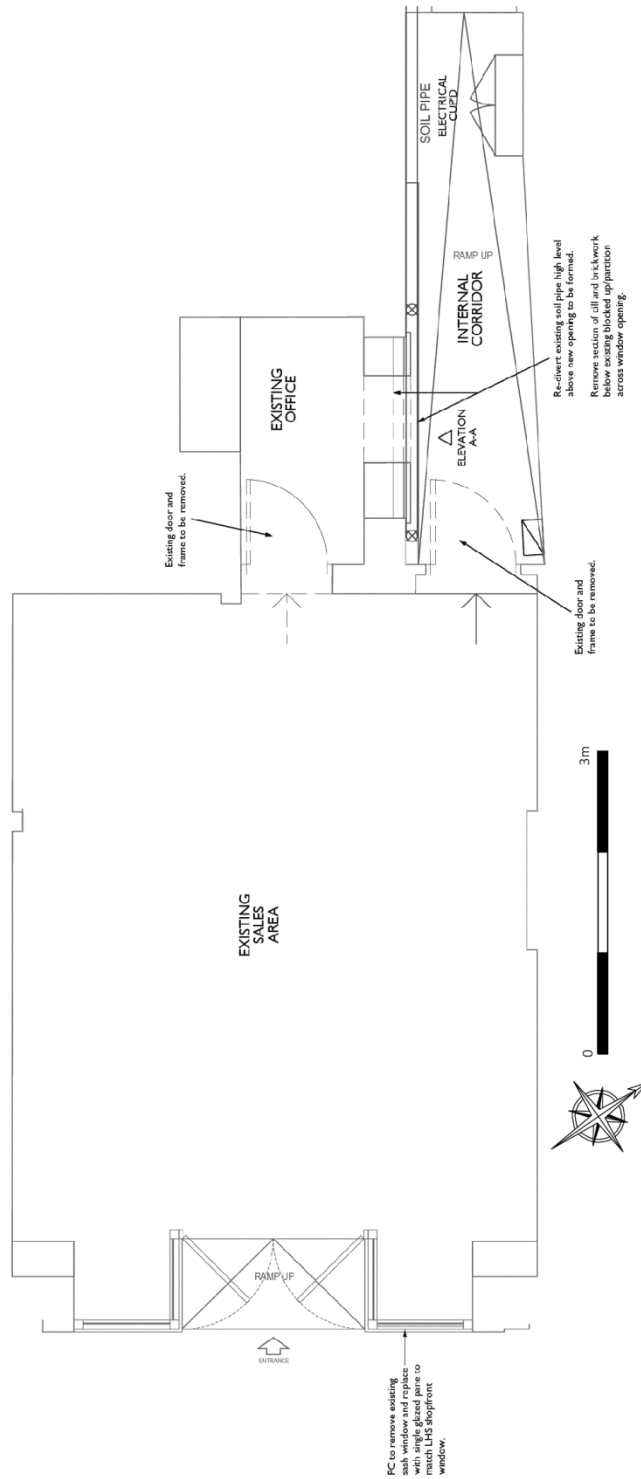 SOIL PIPE
ELECTRICAL
CUP'D
RAMP UP
INTERNAL
CORRIDOR
ELEVATION
A-A
Re-divert existing soil pipe high level
above new opening to be formed.
Remove section of cill and brickwork
below existing blocked up/partition
across window opening.
EXISTING
OFFICE
Existing door and
frame to be removed.
Existing door and
frame to be removed.
EXISTING
SALES
AREA
0
3m
RAMP UP
ENTRANCE
PC to remove existing
sash window and replace
with single glazed pane to
match LHS shopfront
window.